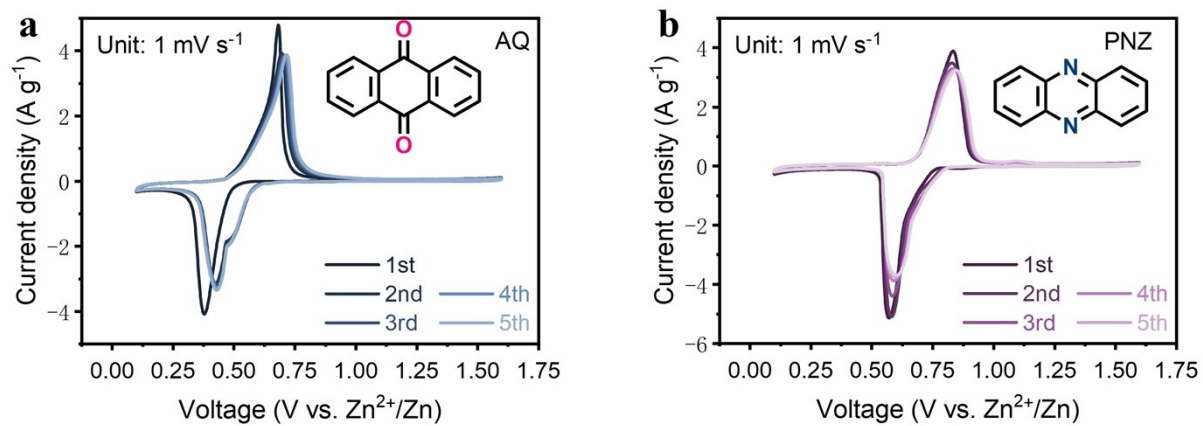 a
Unit: 1 mV s⁻¹
AQ
O
O
Current density (A g⁻¹)
4
2
0
−2
−4
1st
2nd
4th
3rd
5th
0.00 0.25 0.50 0.75 1.00 1.25 1.50 1.75
Voltage (V vs. Zn²⁺/Zn)
b
Unit: 1 mV s⁻¹
PNZ
N
N
Current density (A g⁻¹)
4
2
0
−2
−4
−6
1st
2nd
4th
3rd
5th
0.00 0.25 0.50 0.75 1.00 1.25 1.50 1.75
Voltage (V vs. Zn²⁺/Zn)